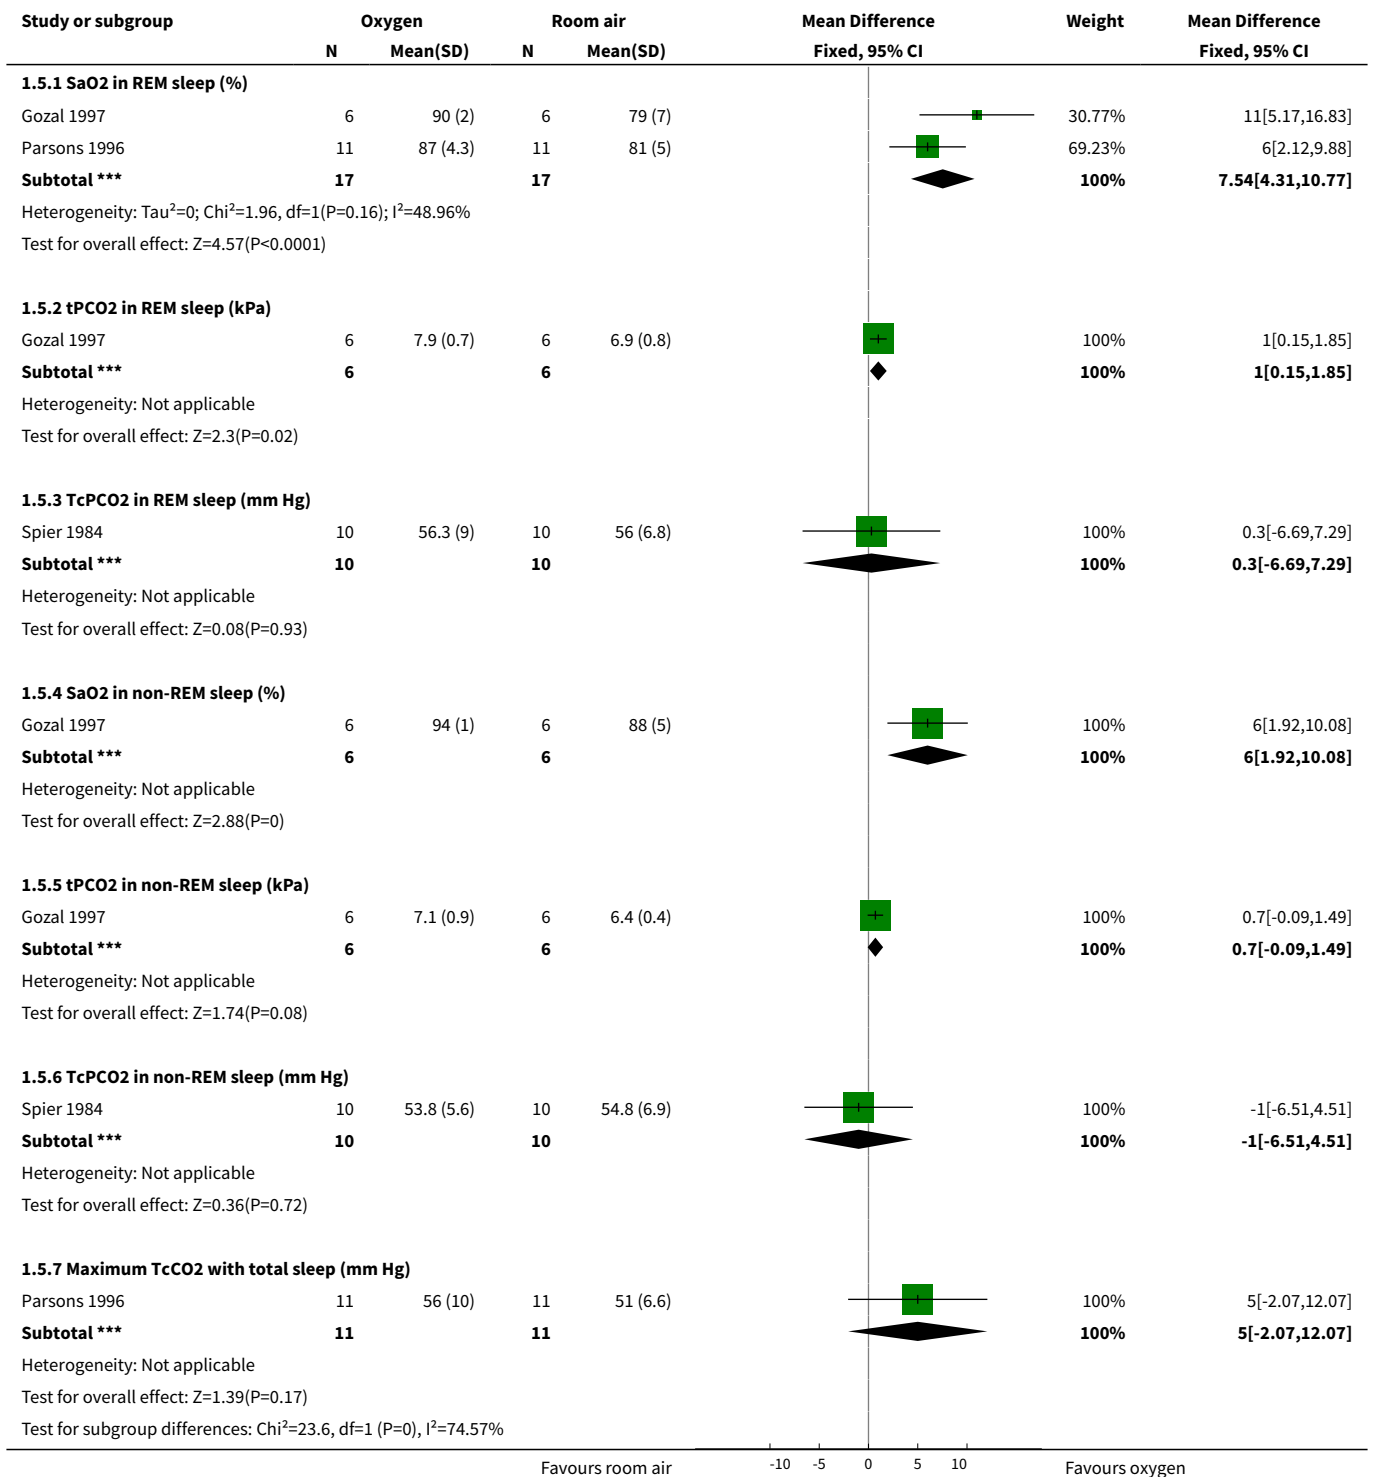 Study or subgroup Oxygen Room air Mean Difference Weight Mean Difference
N Mean(SD) N Mean(SD) Fixed, 95% CI Fixed, 95% CI
1.5.1 SaO2 in REM sleep (%)
Gozal 1997 6 90 (2) 6 79 (7) 30.77% 11[5.17,16.83]
Parsons 1996 11 87 (4.3) 11 81 (5) 69.23% 6[2.12,9.88]
Subtotal *** 17 17 100% 7.54[4.31,10.77]
Heterogeneity: Tau²=0; Chi²=1.96, df=1(P=0.16); I²=48.96%
Test for overall effect: Z=4.57(P<0.0001)
1.5.2 tPCO2 in REM sleep (kPa)
Gozal 1997 6 7.9 (0.7) 6 6.9 (0.8) 100% 1[0.15,1.85]
Subtotal *** 6 6 100% 1[0.15,1.85]
Heterogeneity: Not applicable
Test for overall effect: Z=2.3(P=0.02)
1.5.3 TcPCO2 in REM sleep (mm Hg)
Spier 1984 10 56.3 (9) 10 56 (6.8) 100% 0.3[-6.69,7.29]
Subtotal *** 10 10 100% 0.3[-6.69,7.29]
Heterogeneity: Not applicable
Test for overall effect: Z=0.08(P=0.93)
1.5.4 SaO2 in non-REM sleep (%)
Gozal 1997 6 94 (1) 6 88 (5) 100% 6[1.92,10.08]
Subtotal *** 6 6 100% 6[1.92,10.08]
Heterogeneity: Not applicable
Test for overall effect: Z=2.88(P=0)
1.5.5 tPCO2 in non-REM sleep (kPa)
Gozal 1997 6 7.1 (0.9) 6 6.4 (0.4) 100% 0.7[-0.09,1.49]
Subtotal *** 6 6 100% 0.7[-0.09,1.49]
Heterogeneity: Not applicable
Test for overall effect: Z=1.74(P=0.08)
1.5.6 TcPCO2 in non-REM sleep (mm Hg)
Spier 1984 10 53.8 (5.6) 10 54.8 (6.9) 100% -1[-6.51,4.51]
Subtotal *** 10 10 100% -1[-6.51,4.51]
Heterogeneity: Not applicable
Test for overall effect: Z=0.36(P=0.72)
1.5.7 Maximum TcCO2 with total sleep (mm Hg)
Parsons 1996 11 56 (10) 11 51 (6.6) 100% 5[-2.07,12.07]
Subtotal *** 11 11 100% 5[-2.07,12.07]
Heterogeneity: Not applicable
Test for overall effect: Z=1.39(P=0.17)
Test for subgroup differences: Chi²=23.6, df=1 (P=0), I²=74.57%
Favours room air -10 -5 0 5 10 Favours oxygen